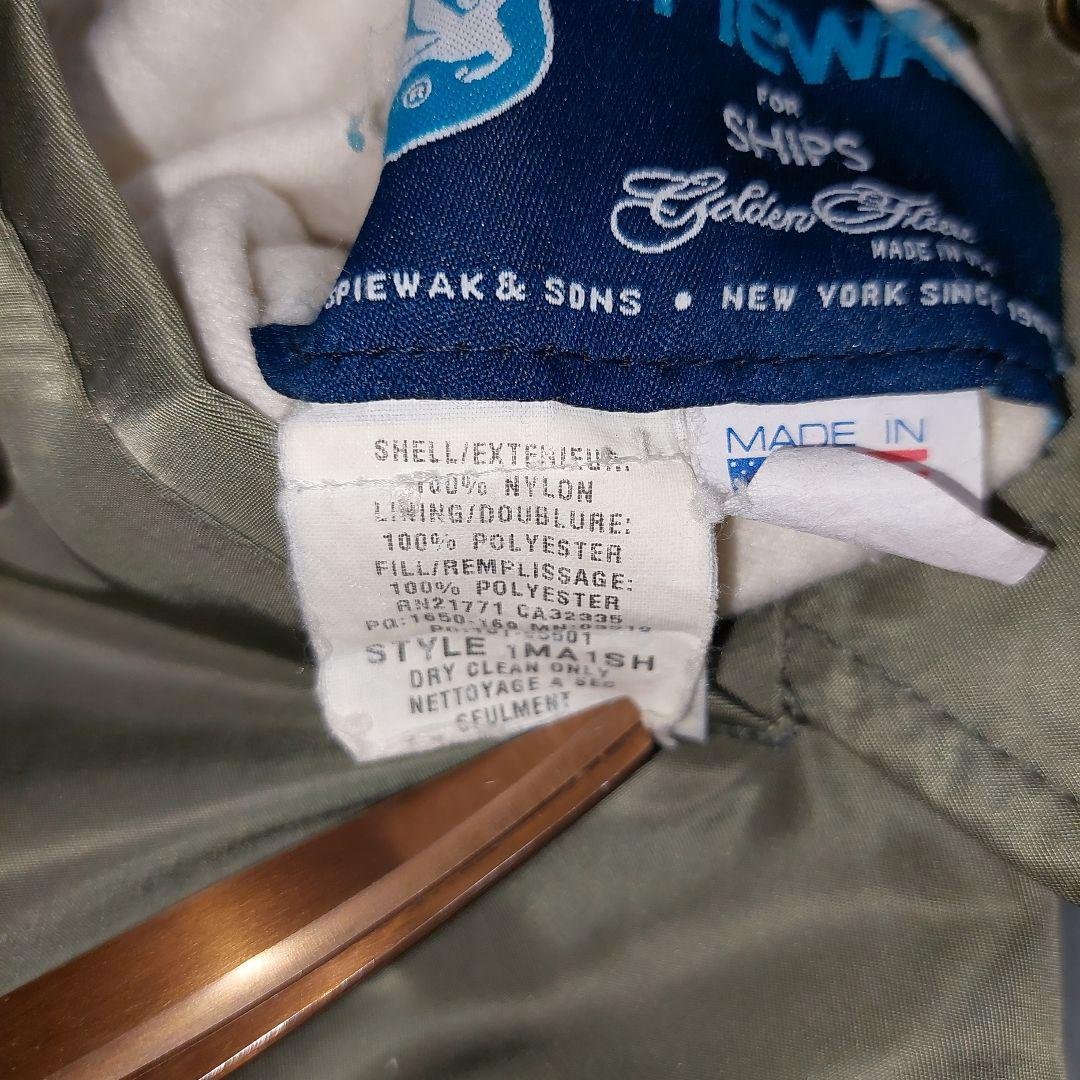 ®
FOR
SHIPS
Golden
MADE IN
SPIEWAK & SONS • NEW YORK SINCE
MADE IN
SHELL/EXTERIEUR:
100% NYLON
LINING/DOUBLURE:
100% POLYESTER
FILL/REMPLISSAGE:
100% POLYESTER
RN21771 CA32335
STYLE 1MA1SH
DRY CLEAN ONLY
NETTOYAGE A SEC
SEULMENT